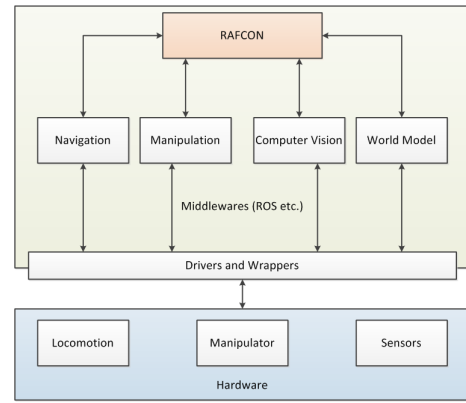 RAFCON
Navigation
Manipulation
Computer Vision
World Model
Middlewares (ROS etc.)
Drivers and Wrappers
Locomotion
Manipulator
Sensors
Hardware